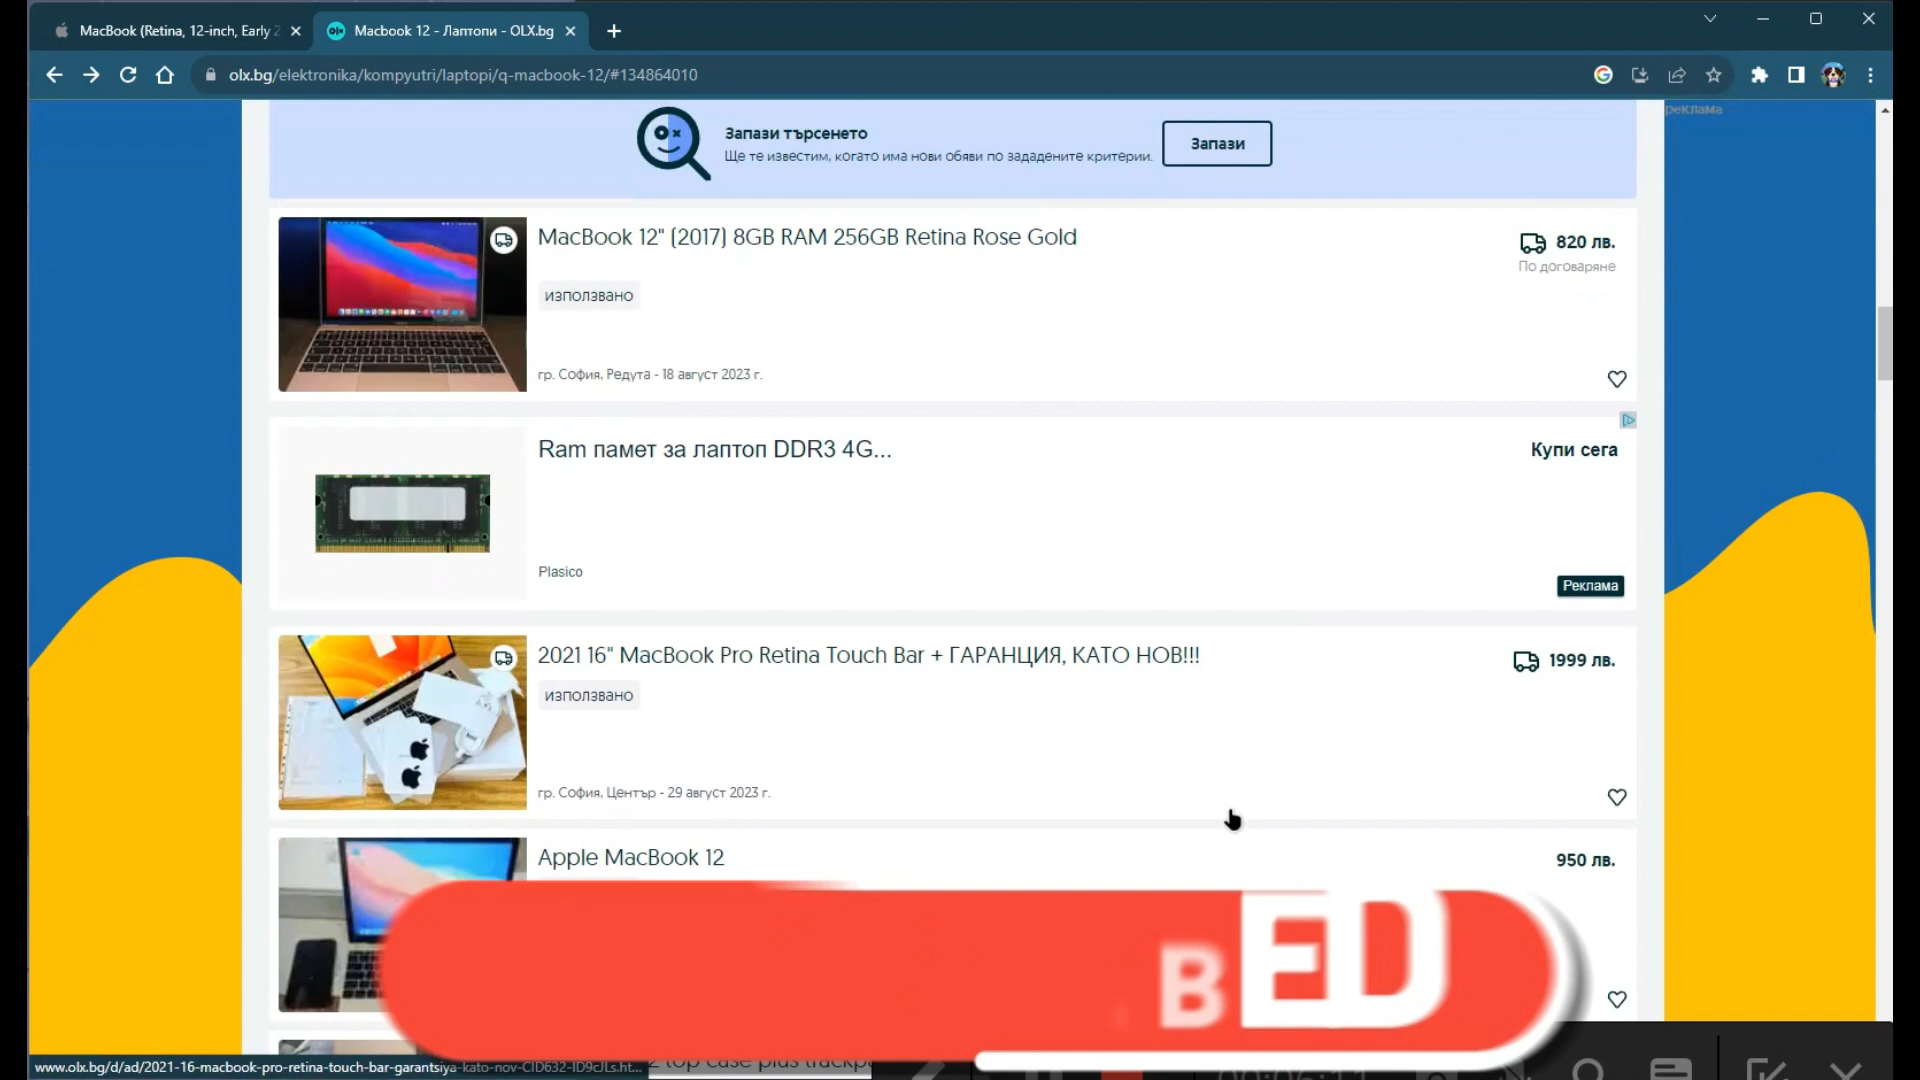 MacBook (Retina, 12-inch, Early 2
Macbook 12 - Лаптопи - OLX.bg
olx.bg/elektronika/kompyutri/laptopi/q-macbook-12/#134864010
реклама
Запази търсенето
Ще те известим, когато има нови обяви по зададените критерии.
Запази
MacBook 12" (2017) 8GB RAM 256GB Retina Rose Gold
820 лв.
По договаряне
използвано
гр. София, Редута - 18 август 2023 г.
Ram памет за лаптоп DDR3 4G...
Купи сега
Plasico
Реклама
2021 16" MacBook Pro Retina Touch Bar + ГАРАНЦИЯ, КАТО НОВ!!!
1999 лв.
използвано
гр. София, Център - 29 август 2023 г.
Apple MacBook 12
950 лв.
BED
www.olx.bg/d/ad/2021-16-macbook-pro-retina-touch-bar-garantsiya-kato-nov-CID632-ID9cJLs.ht...
top case plus